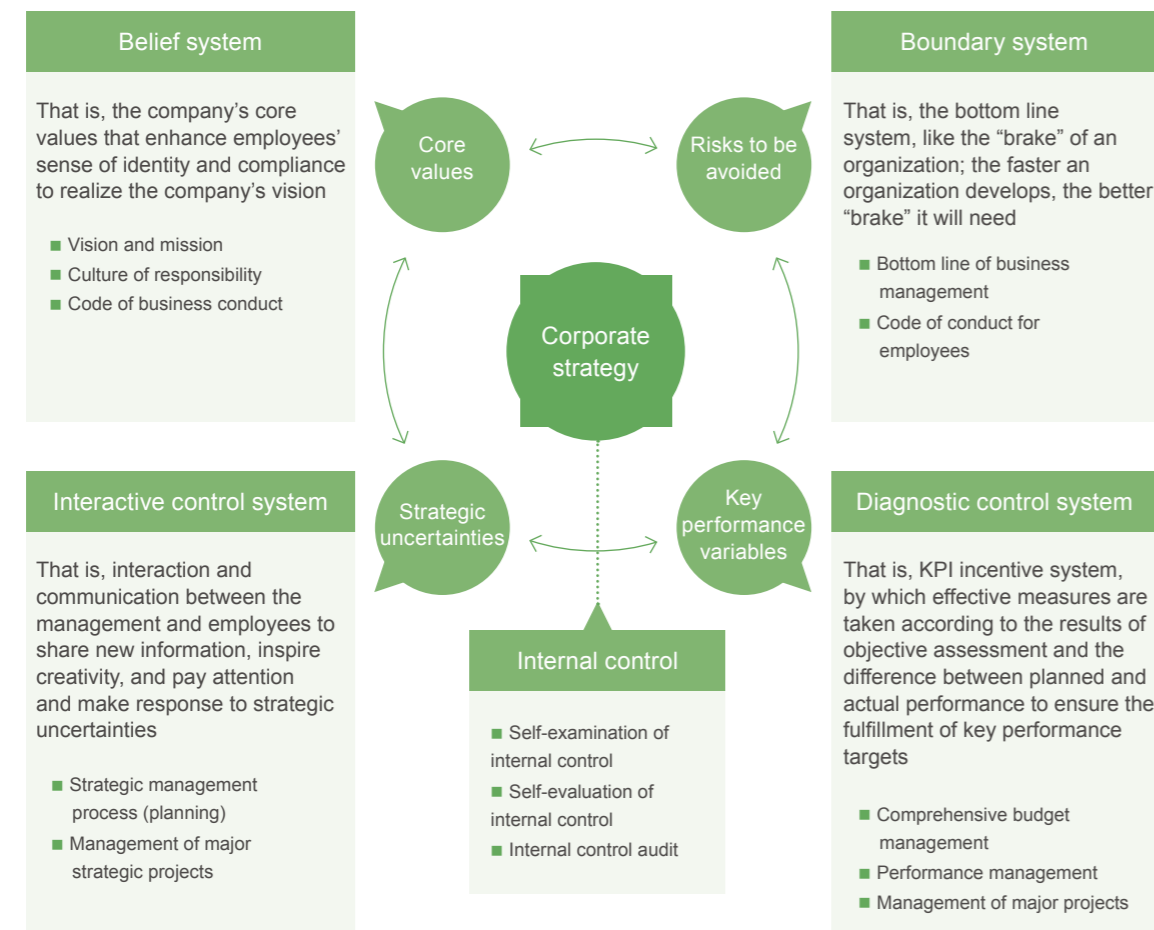 Belief system
That is, the company’s core
values that enhance employees’
sense of identity and compliance
to realize the company’s vision
■ Vision and mission
■ Culture of responsibility
■ Code of business conduct
Core
values
Risks to be
avoided
Boundary system
That is, the bottom line
system, like the “brake” of an
organization; the faster an
organization develops, the better
“brake” it will need
■ Bottom line of business
management
■ Code of conduct for
employees
Corporate
strategy
Interactive control system
That is, interaction and
communication between the
management and employees to
share new information, inspire
creativity, and pay attention
and make response to strategic
uncertainties
■ Strategic management
process (planning)
■ Management of major
strategic projects
Strategic
uncertainties
Key
performance
variables
Internal control
■ Self-examination of
internal control
■ Self-evaluation of
internal control
■ Internal control audit
Diagnostic control system
That is, KPI incentive system,
by which effective measures are
taken according to the results of
objective assessment and the
difference between planned and
actual performance to ensure the
fulfillment of key performance
targets
■ Comprehensive budget
management
■ Performance management
■ Management of major projects